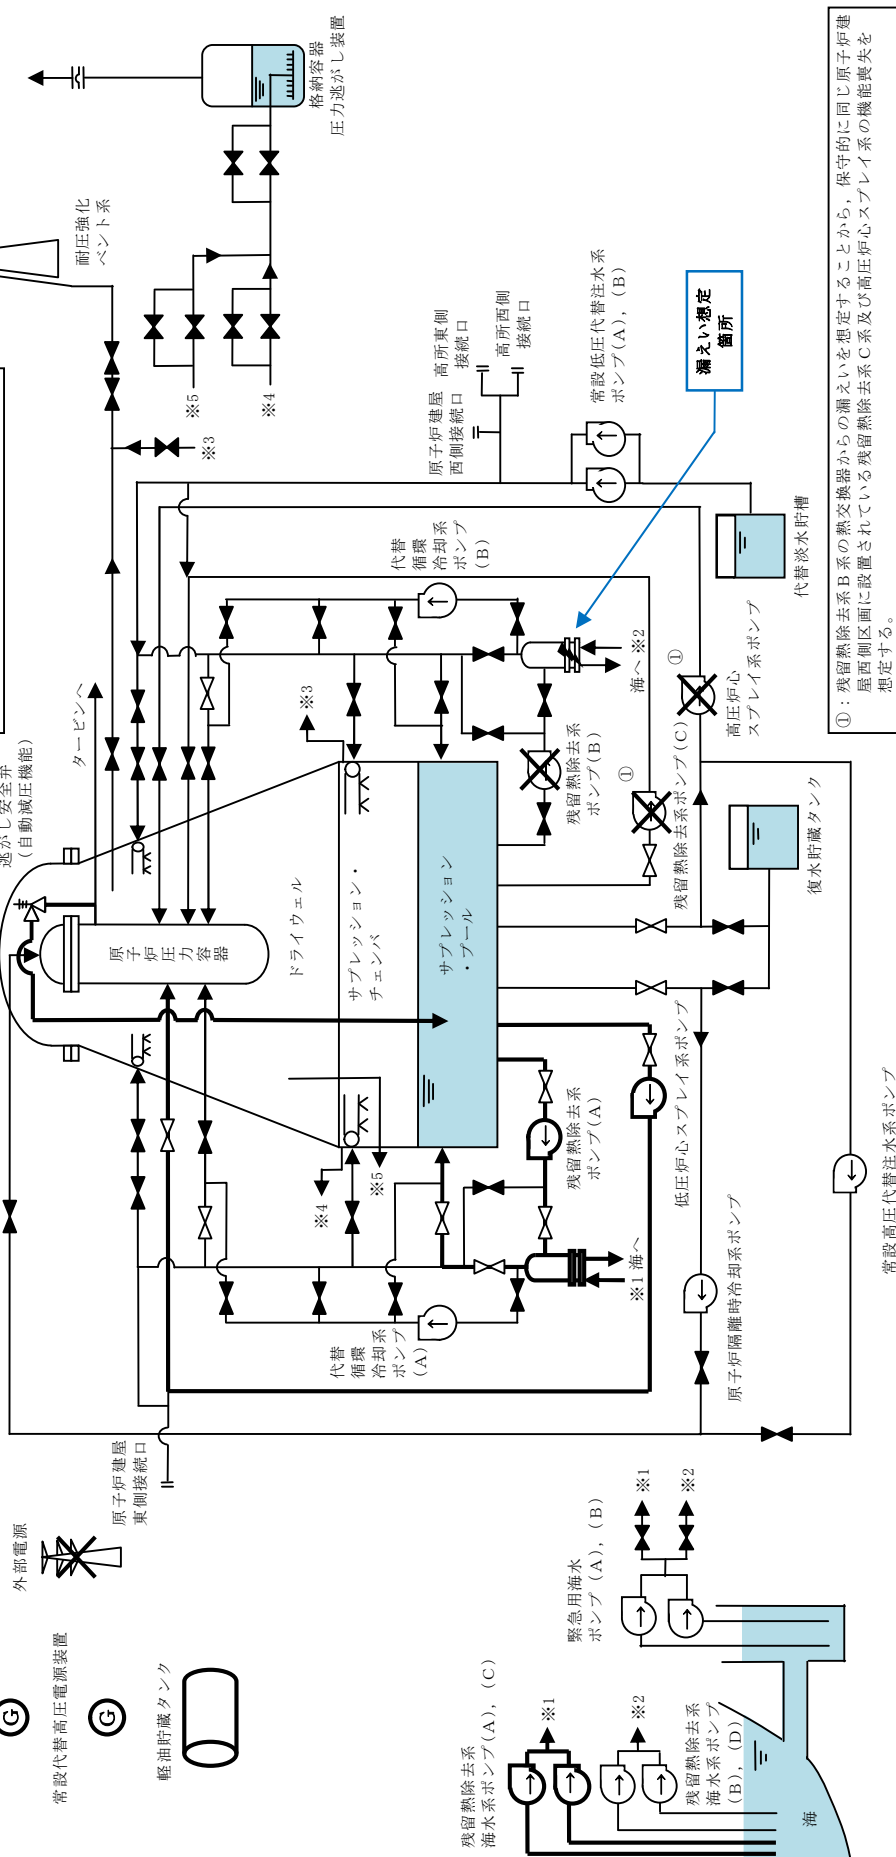 格納容器
圧力逃がし装置
耐圧強化
ベント系
※5
※4
※3
高所東側
接続口
高所西側
接続口
原子炉建屋
西側接続口
常設低圧代替注水系
ポンプ(A),(B)
漏えい想定
箇所
代替淡水貯槽
代替
循環
冷却系
ポンプ
(B)
海へ ※2
①
高圧炉心
スプレイ系ポンプ
①:残留熱除去系B系の熱交換器からの漏えいを想定することから,保守的に同じ原子炉建
屋西側区画に設置されている残留熱除去系C系及び高圧炉心スプレイ系の機能喪失を
想定する。
逃がし安全弁
(自動減圧機能)
タービンへ
※3
残留熱除去系
ポンプ(B)
①
残留熱除去系ポンプ(C)
復水貯蔵タンク
原子炉圧力容器
ドライウェル
サプレッション・
チェンバ
サプレッション
・プール
※4
※5
残留熱除去系
ポンプ(A)
低圧炉心スプレイ系ポンプ
※1 海へ
原子炉隔離時冷却系ポンプ
常設高圧代替注水系ポンプ
代替
循環
冷却系
ポンプ
(A)
原子炉建屋
東側接続口
外部電源
G
常設代替高圧電源装置
G
軽油貯蔵タンク
緊急用海水
ポンプ(A),(B)
※1
※2
残留熱除去系
海水系ポンプ(A),(C)
※1
※2
残留熱除去系
海水系ポンプ
(B),(D)
海